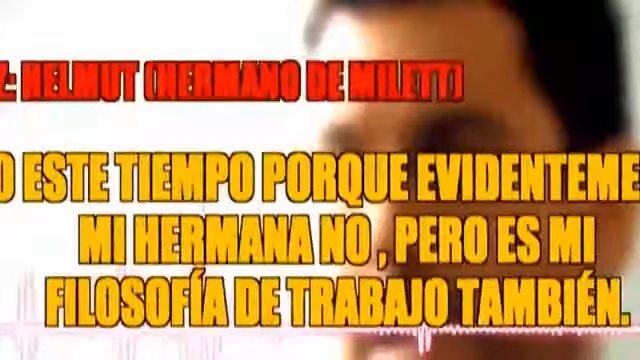 Z: HELMUT (HERMANO DE MILETT)
O ESTE TIEMPO PORQUE EVIDENTEME
MI HERMANA NO , PERO ES MI
FILOSOFÍA DE TRABAJO TAMBIÉN.